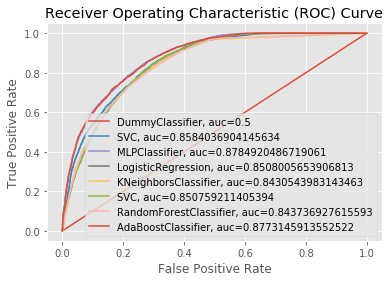 Receiver Operating Characteristic (ROC) Curve
1.0
0.8
0.6
0.4
0.2
0.0
True Positive Rate
DummyClassifier, auc=0.5
SVC, auc=0.8584036904145634
MLPClassifier, auc=0.8784920486719061
LogisticRegression, auc=0.8508005653906813
KNeighborsClassifier, auc=0.8430543983143463
SVC, auc=0.850759211405394
RandomForestClassifier, auc=0.843736927615593
AdaBoostClassifier, auc=0.8773145913552522
0.0 0.2 0.4 0.6 0.8 1.0
False Positive Rate